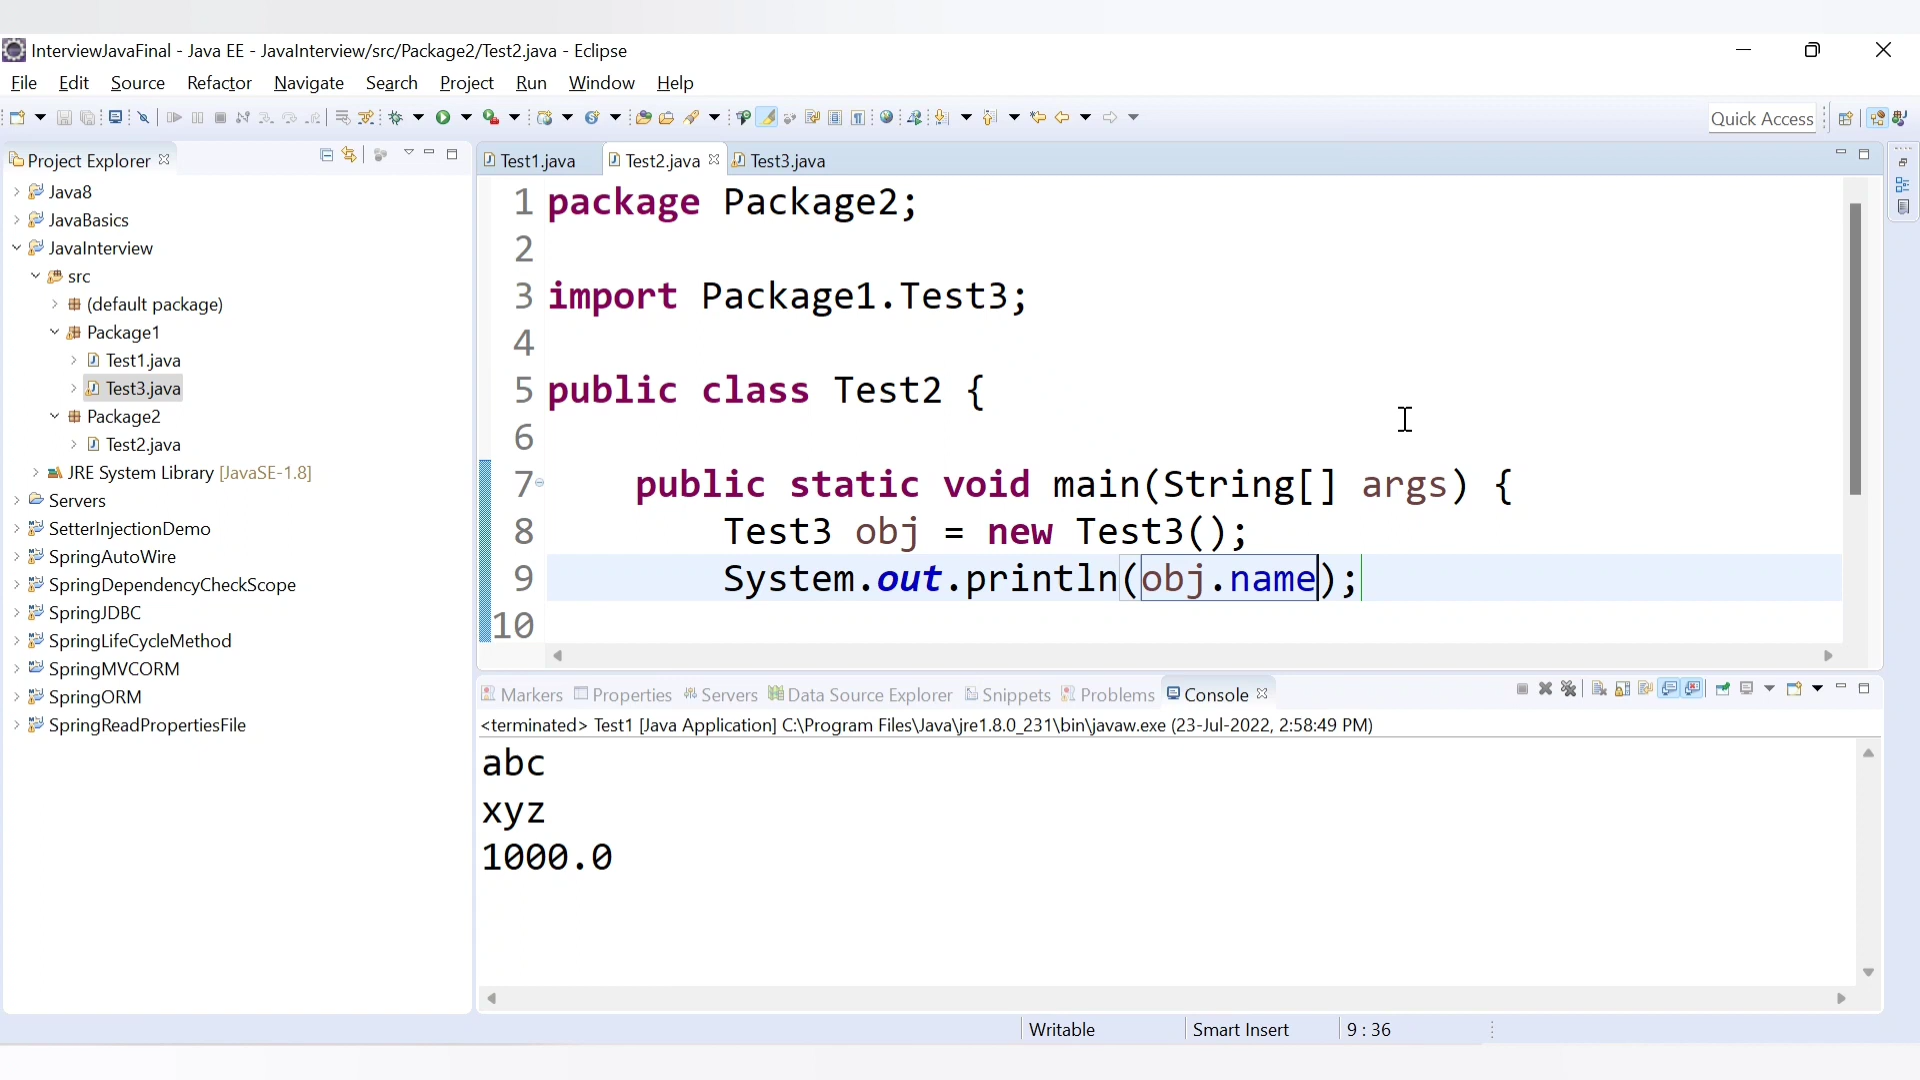 InterviewJavaFinal - Java EE - JavaInterview/src/Package2/Test2.java - Eclipse
File Edit Source Refactor Navigate Search Project Run Window Help
Quick Access
Project Explorer
Java8
JavaBasics
JavaInterview
src
(default package)
Package1
Test1.java
Test3.java
Package2
Test2.java
JRE System Library [JavaSE-1.8]
Servers
SetterInjectionDemo
SpringAutoWire
SpringDependencyCheckScope
SpringJDBC
SpringLifeCycleMethod
SpringMVCORM
SpringORM
SpringReadPropertiesFile
Test1.java Test2.java Test3.java
1 package Package2;
2
3 import Package1.Test3;
4
5 public class Test2 {
6
7 public static void main(String[] args) {
8 Test3 obj = new Test3();
9 System.out.println(obj.name);
10
Markers Properties Servers Data Source Explorer Snippets Problems Console
<terminated> Test1 [Java Application] C:\Program Files\Java\jre1.8.0_231\bin\javaw.exe (23-Jul-2022, 2:58:49 PM)
abc
xyz
1000.0
Writable Smart Insert 9 : 36